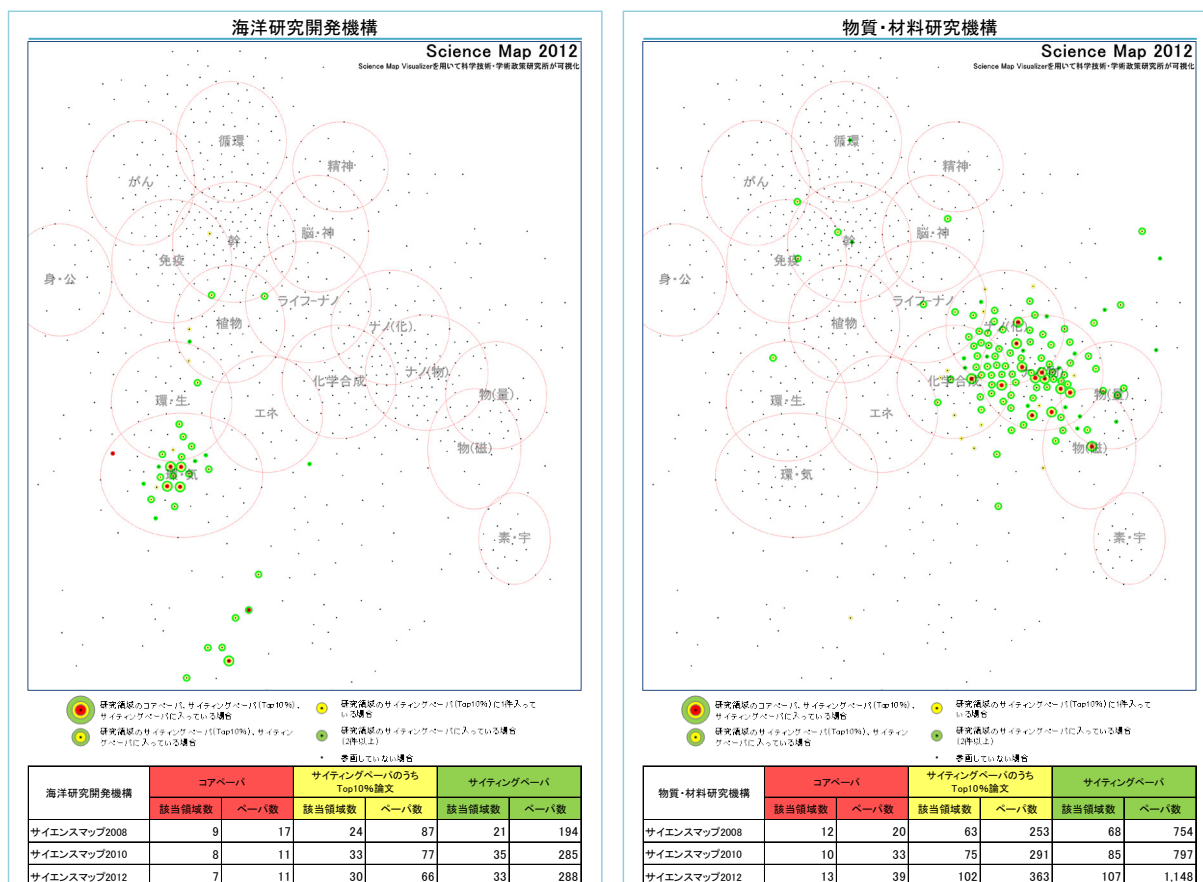 海洋研究開発機構
Science Map 2012
Science Map Visualizerを用いて科学技術・学術政策研究所が可視化
循環
精神
がん
脳・神
幹
免疫
身・公
ライフーナノ
植物
ナノ(化)
ナノ(物)
化学合成
物(量)
環・生
エネ
物(磁)
環・気
素・宇
研究領域のコアペーパ、サイティングペーパ(Top10%)、
サイティングペーパに入っている場合
研究領域のサイティングペーパ(Top10%)に1件入って
いる場合
研究領域のサイティングペーパ(Top10%)、サイティン
グペーパに入っている場合
研究領域のサイティングペーパに入っている場合
(2件以上)
参画していない場合
海洋研究開発機構 コアペーパ サイティングペーパのうち Top10%論文 サイティングペーパ
該当領域数 ペーパ数 該当領域数 ペーパ数 該当領域数 ペーパ数
サイエンスマップ2008 9 17 24 87 21 194
サイエンスマップ2010 8 11 33 77 35 285
サイエンスマップ2012 7 11 30 66 33 288
物質・材料研究機構
Science Map 2012
Science Map Visualizerを用いて科学技術・学術政策研究所が可視化
循環
精神
がん
脳・神
幹
免疫
身・公
ライフーナノ
植物
ナノ(化)
ナノ(物)
化学合成
物(量)
環・生
エネ
物(磁)
環・気
素・宇
研究領域のコアペーパ、サイティングペーパ(Top10%)、
サイティングペーパに入っている場合
研究領域のサイティングペーパ(Top10%)に1件入って
いる場合
研究領域のサイティングペーパ(Top10%)、サイティン
グペーパに入っている場合
研究領域のサイティングペーパに入っている場合
(2件以上)
参画していない場合
物質・材料研究機構 コアペーパ サイティングペーパのうち Top10%論文 サイティングペーパ
該当領域数 ペーパ数 該当領域数 ペーパ数 該当領域数 ペーパ数
サイエンスマップ2008 12 20 63 253 68 754
サイエンスマップ2010 10 33 75 291 85 797
サイエンスマップ2012 13 39 102 363 107 1,148